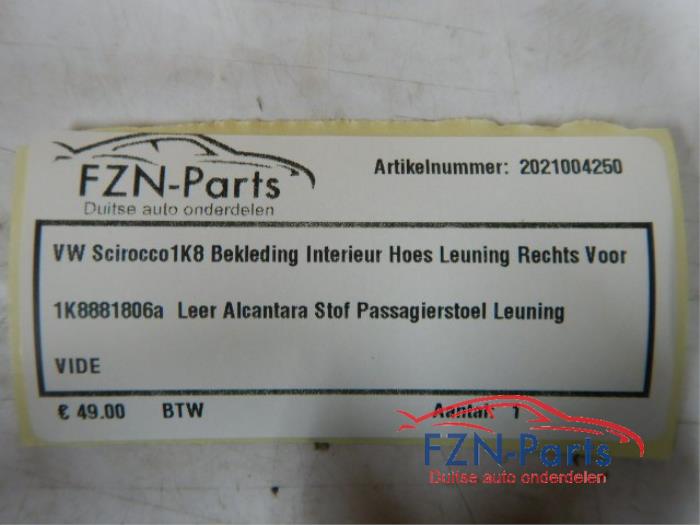 FZN-Parts
Duitse auto onderdelen
Artikelnummer: 2021004250
VW Scirocco1K8 Bekleding Interieur Hoes Leuning Rechts Voor
1K8881806a Leer Alcantara Stof Passagierstoel Leuning
VIDE
€ 49.00 BTW Aantal: 1
FZN-Parts
Duitse auto onderdelen